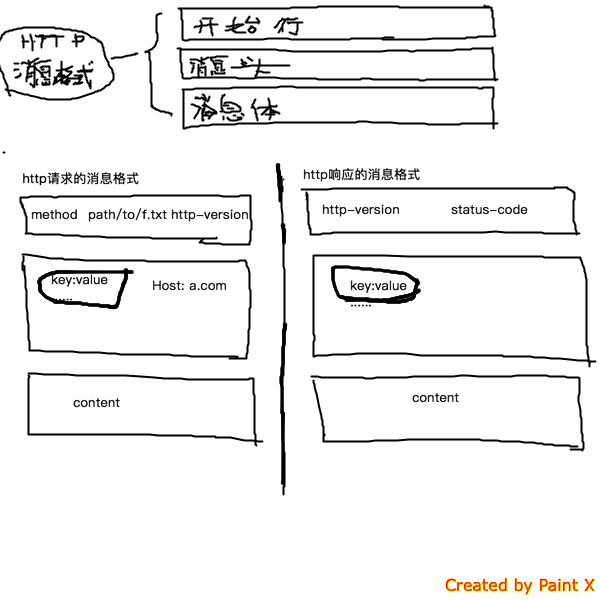 HTTP
消息格式
开始行
消息头
消息体
http请求的消息格式
method path/to/f.txt http-version
key:value
Host: a.com
.....
content
http响应的消息格式
http-version status-code
key:value
......
content
Created by Paint X